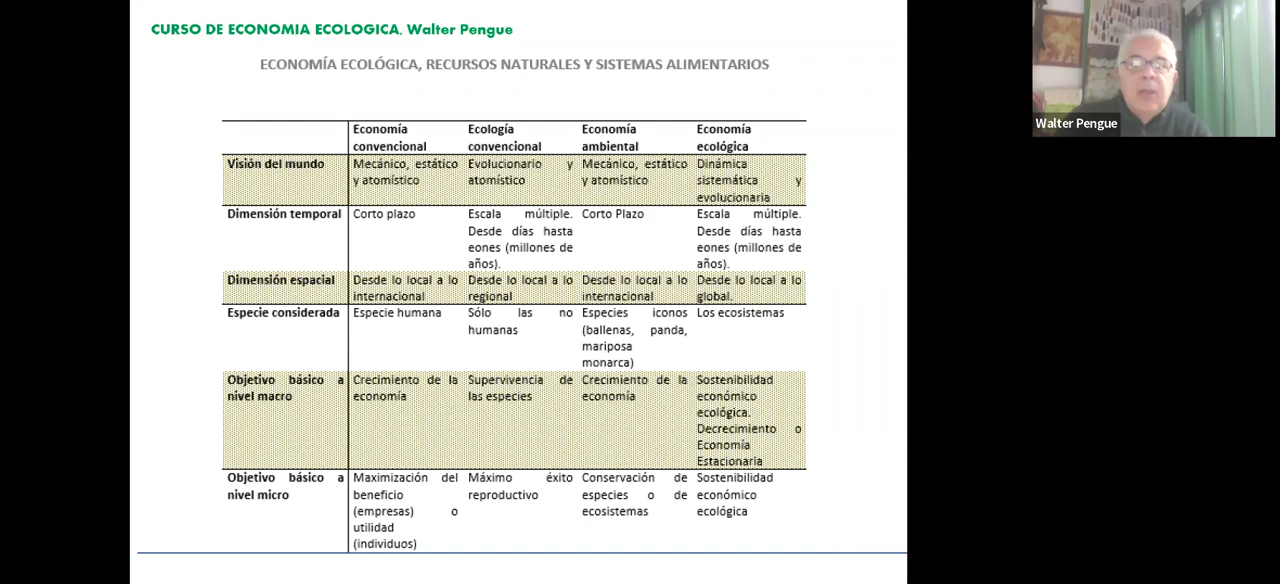 CURSO DE ECONOMIA ECOLOGICA. Walter Pengue
ECONOMÍA ECOLÓGICA, RECURSOS NATURALES Y SISTEMAS ALIMENTARIOS
Walter Pengue
Economía convencional Ecología convencional Economía ambiental Economía ecológica
Visión del mundo Mecánico, estático y atomístico Evolucionario y atomístico Mecánico, estático y atomístico Dinámica sistemática y evolucionaria
Dimensión temporal Corto plazo Escala múltiple. Desde días hasta eones (millones de años). Corto Plazo Escala múltiple. Desde días hasta eones (millones de años).
Dimensión espacial Desde lo local a lo internacional Desde lo local a lo regional Desde lo local a lo internacional Desde lo local a lo global.
Especie considerada Especie humana Sólo las no humanas Especies iconos (ballenas, panda, mariposa monarca) Los ecosistemas
Objetivo básico a nivel macro Crecimiento de la economía Supervivencia de las especies Crecimiento de la economía Sostenibilidad económico ecológica. Decrecimiento o Economía Estacionaria
Objetivo básico a nivel micro Maximización del beneficio (empresas) o utilidad (individuos) Máximo éxito reproductivo Conservación de especies o de ecosistemas Sostenibilidad económico ecológica